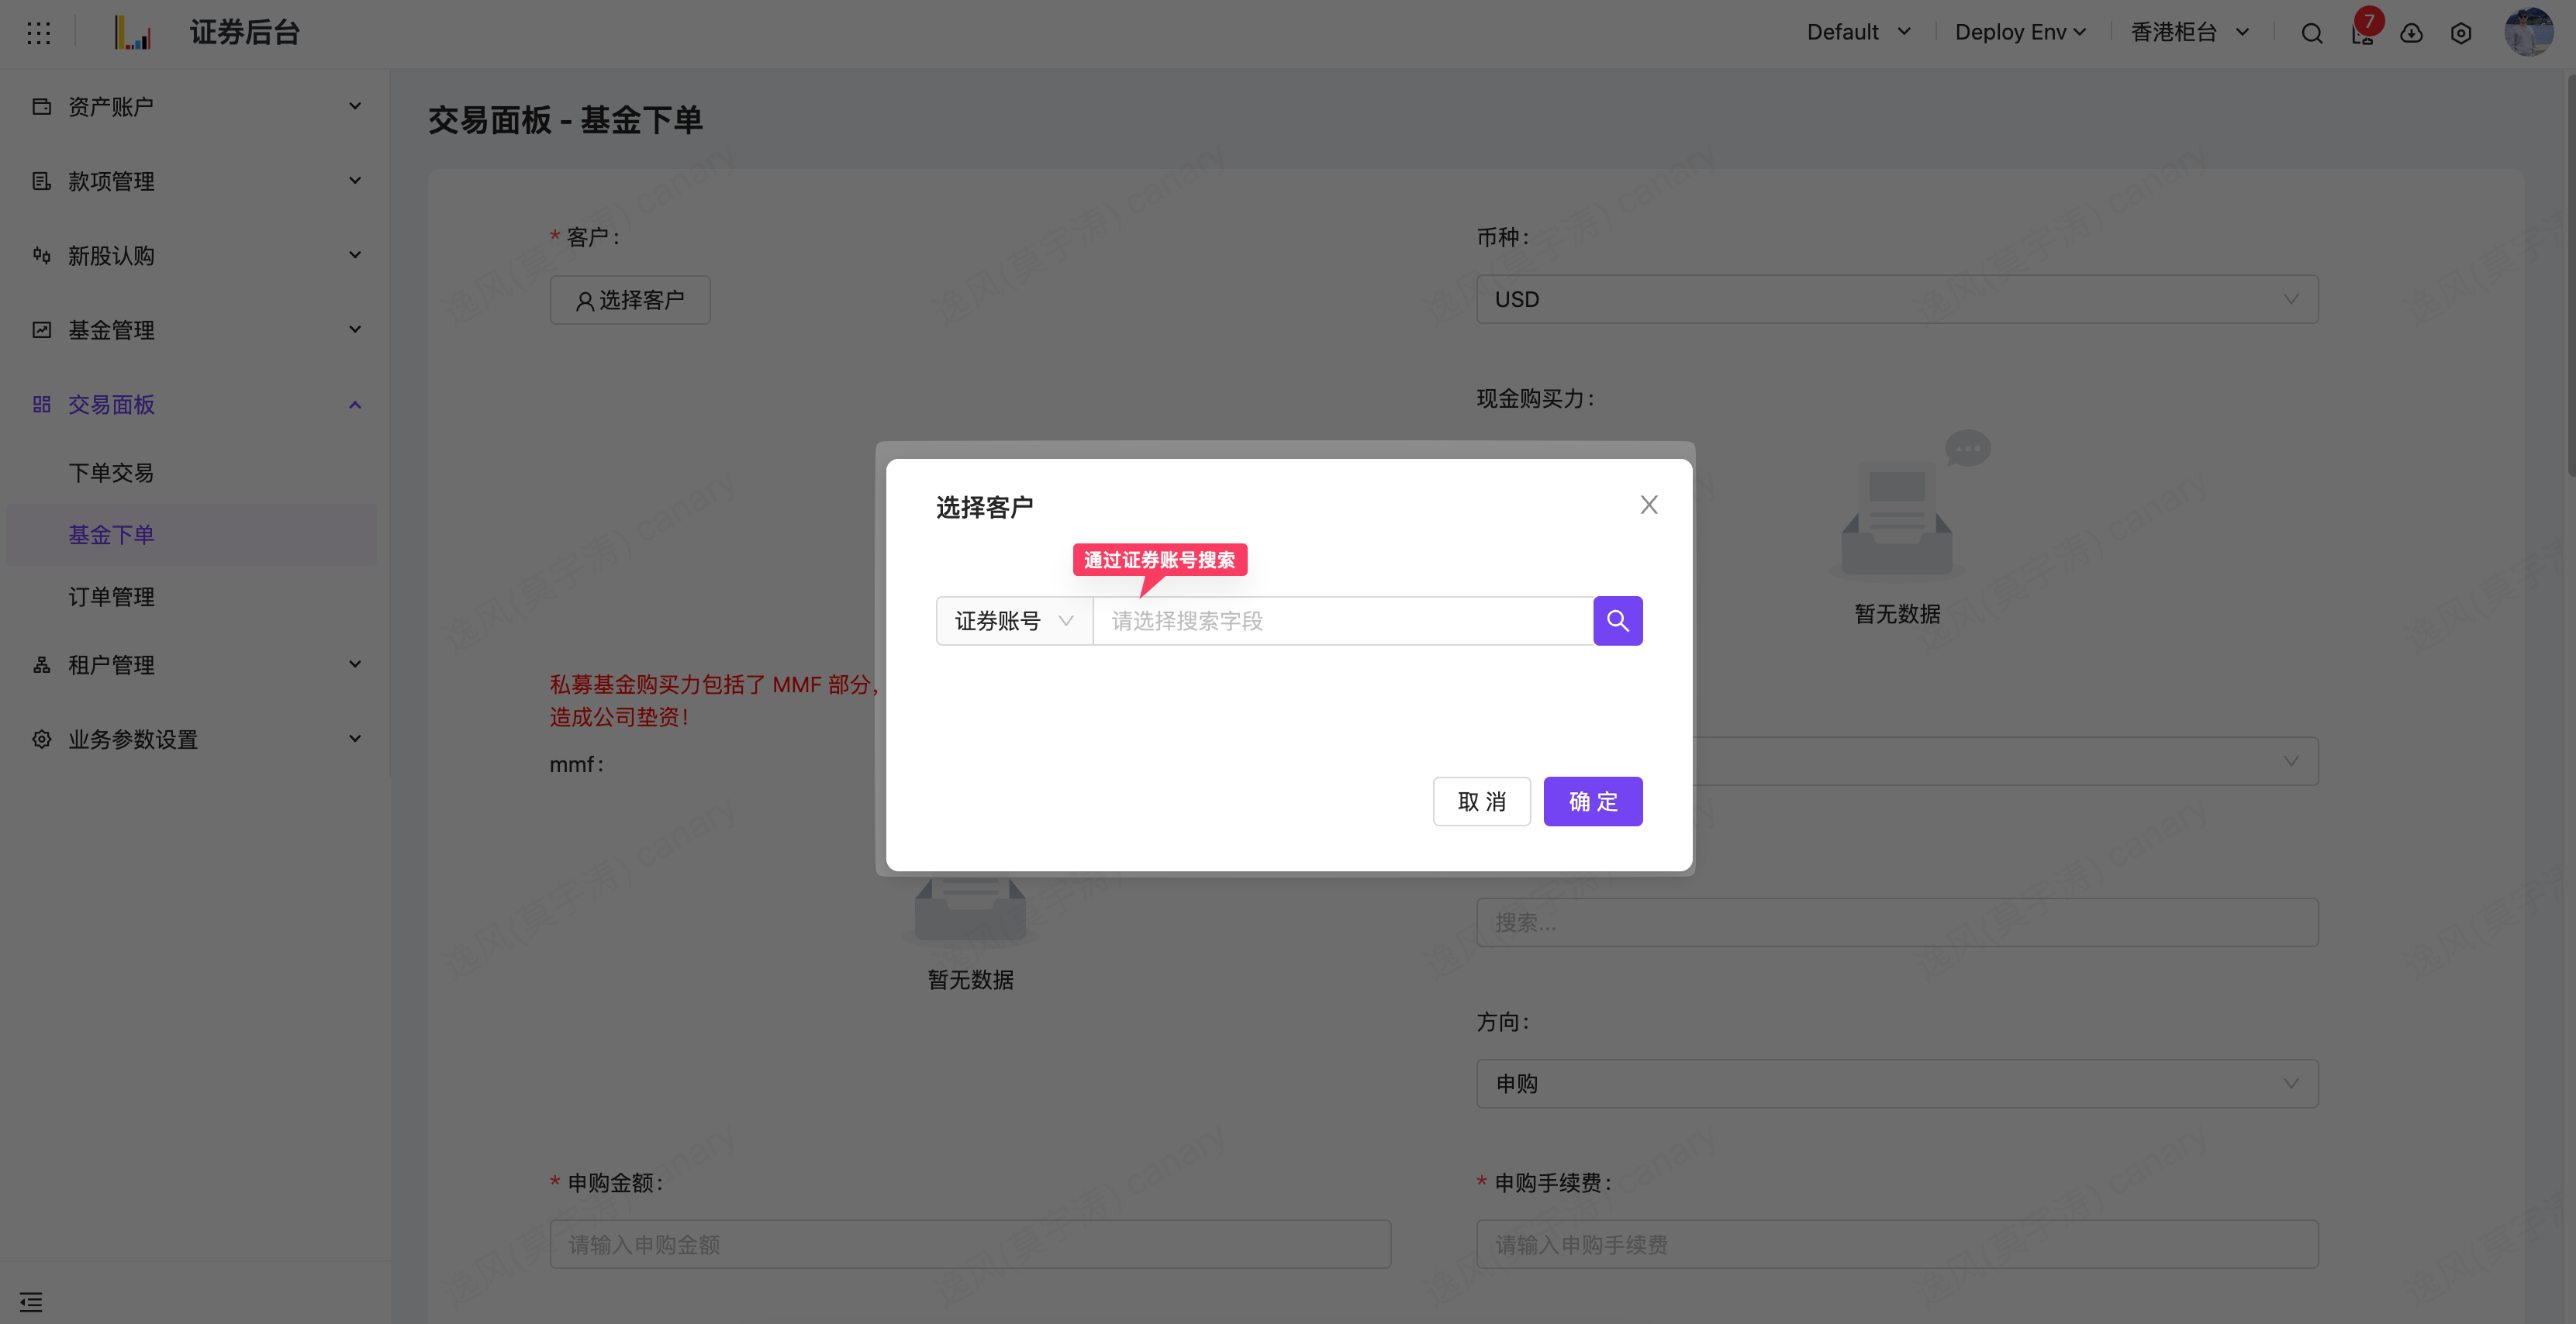 证券后台
Default
Deploy Env
香港柜台
7
资产账户
款项管理
新股认购
基金管理
交易面板
下单交易
基金下单
订单管理
租户管理
业务参数设置
交易面板 - 基金下单
* 客户：
选择客户
币种：
USD
现金购买力：
暂无数据
私募基金购买力包括了 MMF 部分，
造成公司垫资！
mmf：
暂无数据
选择客户
通过证券账号搜索
证券账号
请选择搜索字段
取 消
确 定
搜索...
方向：
申购
* 申购金额：
请输入申购金额
* 申购手续费：
请输入申购手续费
逸风(莫宇涛) canary